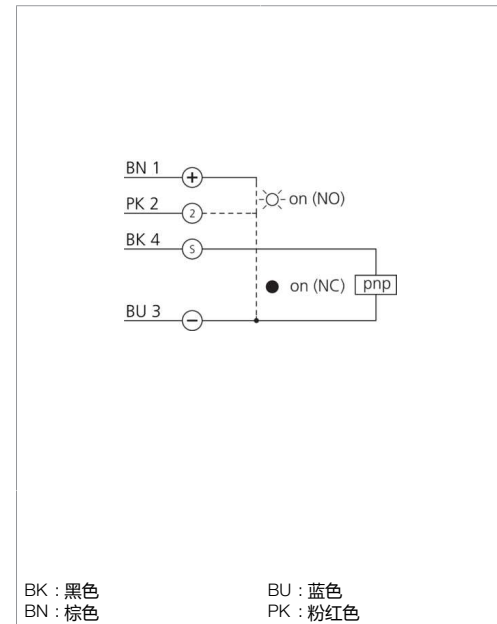 BN 1
+
on (NO)
PK 2
2
BK 4
S
on (NC)
pnp
BU 3
−
BK : 黑色
BU : 蓝色
BN : 棕色
PK : 粉红色